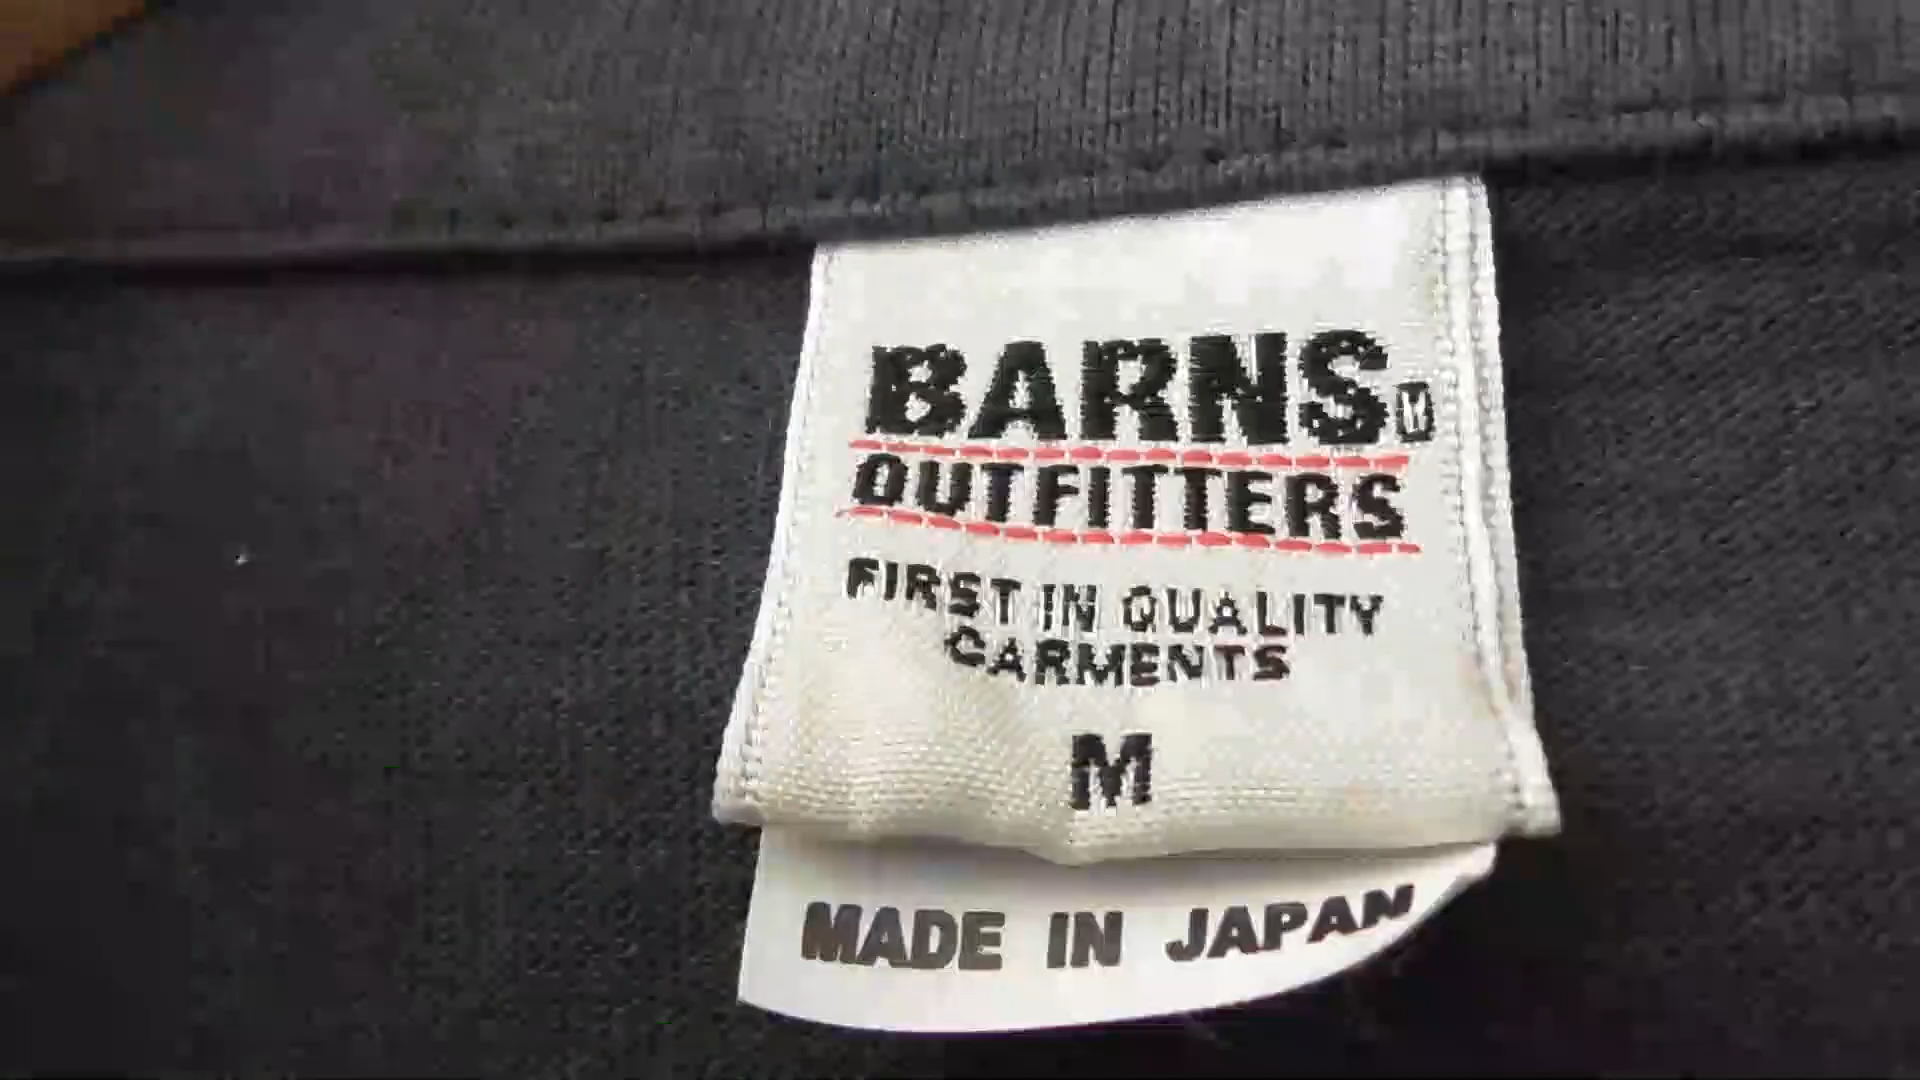 BARNS
OUTFITTERS
FIRST IN QUALITY
GARMENTS
M
MADE IN JAPAN